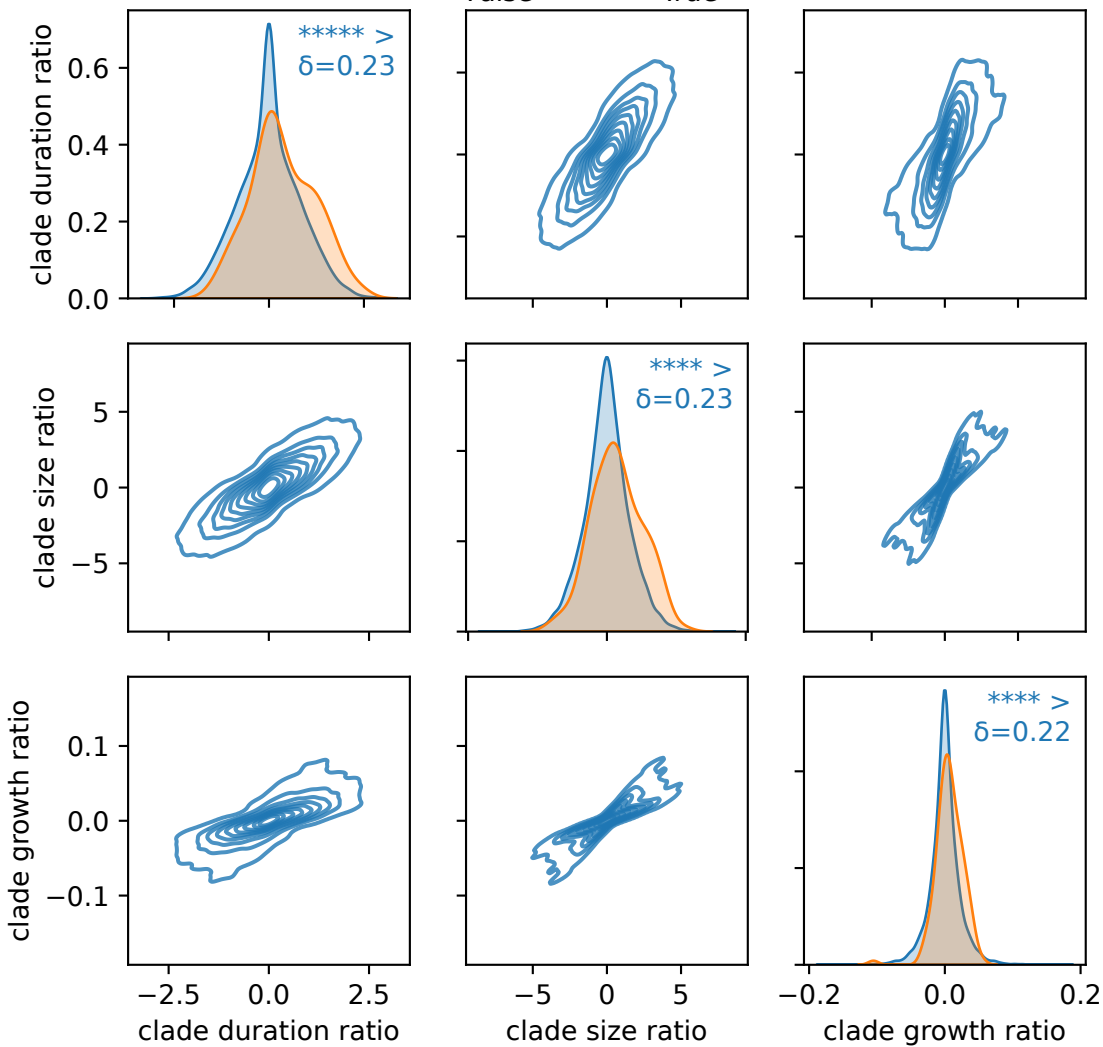 ***** >
δ=0.23
clade duration ratio
0.6
0.4
0.2
0.0
**** >
δ=0.23
clade size ratio
5
0
−5
**** >
δ=0.22
clade growth ratio
0.1
0.0
−0.1
−2.5 0.0 2.5 −5 0 5 −0.2 0.0 0.2
clade duration ratio clade size ratio clade growth ratio